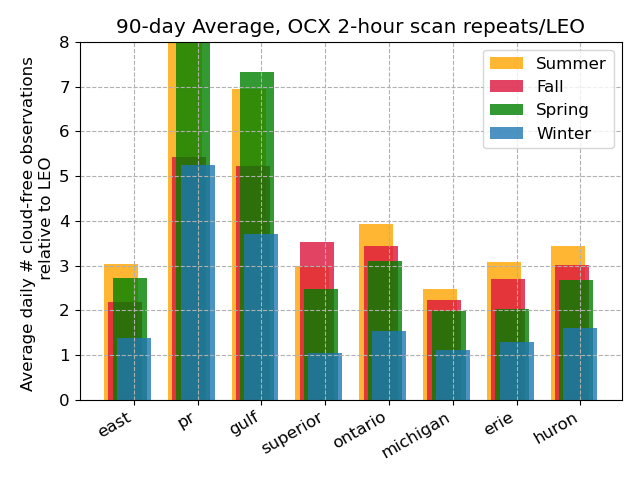 90-day Average, OCX 2-hour scan repeats/LEO
Average daily # cloud-free observations
relative to LEO
8
7
6
5
4
3
2
1
0
Summer
Fall
Spring
Winter
east
pr
gulf
superior
ontario
michigan
erie
huron